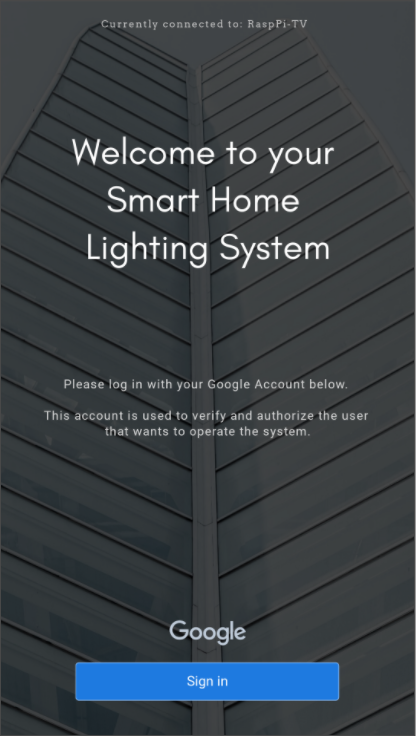 Currently connected to: RaspPi-TV
Welcome to your
Smart Home
Lighting System
Please log in with your Google Account below.
This account is used to verify and authorize the user
that wants to operate the system.
Google
Sign in